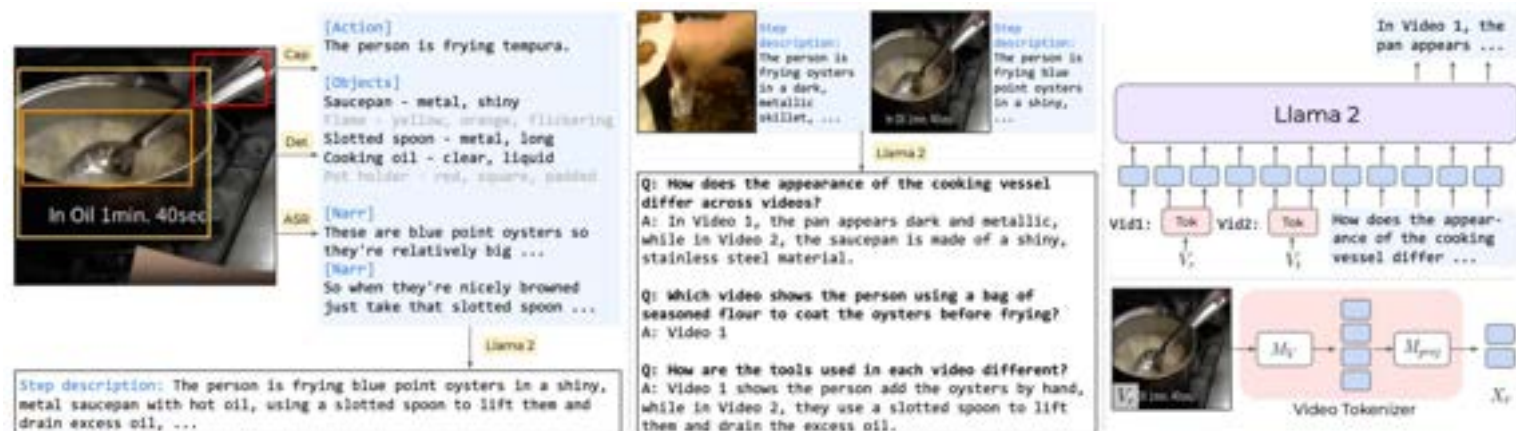 [Action]
The person is frying tempura.
Cap
[Objects]
Saucepan - metal, shiny
Flame - yellow, orange, flickering
Det
Slotted spoon - metal, long
Cooking oil - clear, liquid
Pot holder - red, square, padded
In Oil 1min. 40sec
ASR
[Narr]
These are blue point oysters so
they're relatively big ...
[Narr]
So when they're nicely browned
just take that slotted spoon ...
Llama 2
Step description: The person is frying blue point oysters in a shiny,
metal saucepan with hot oil, using a slotted spoon to lift them and
drain excess oil, ...
Step
description:
The person is
frying oysters
in a dark,
metallic
skillet, ...
In Oil 1min. 40sec
Step
description:
The person is
frying blue
point oysters
in a shiny,
...
Llama 2
Q: How does the appearance of the cooking vessel
differ across videos?
A: In Video 1, the pan appears dark and metallic,
while in Video 2, the saucepan is made of a shiny,
stainless steel material.
Q: Which video shows the person using a bag of
seasoned flour to coat the oysters before frying?
A: Video 1
Q: How are the tools used in each video different?
A: Video 1 shows the person add the oysters by hand,
while in Video 2, they use a slotted spoon to lift
them and drain the excess oil.
In Video 1, the
pan appears ...
Llama 2
Vid1: Tok Vid2: Tok
How does the appear-
ance of the cooking
vessel differ ...
Video Tokenizer